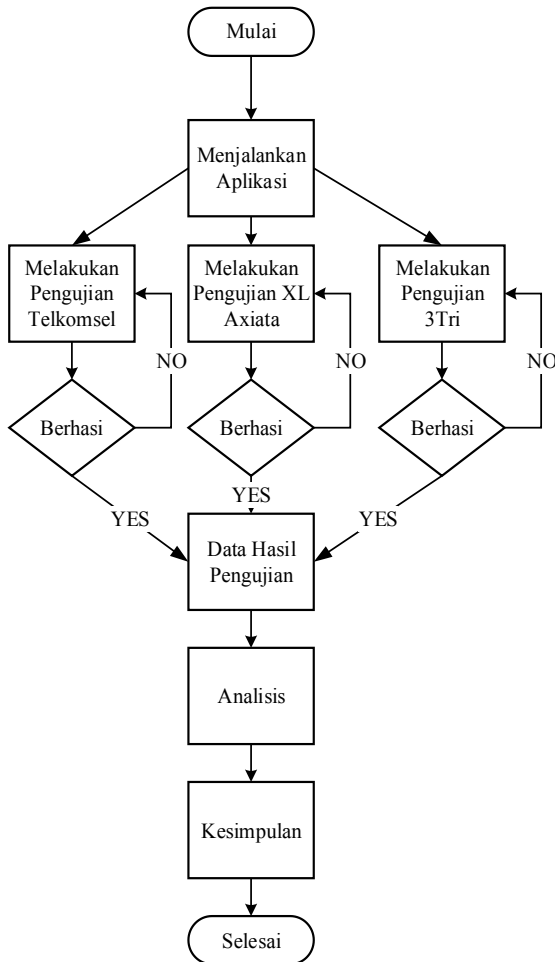 Mulai
Menjalankan
Aplikasi
Melakukan
Pengujian
Telkomsel
Melakukan
Pengujian XL
Axiata
Melakukan
Pengujian
3Tri
NO
NO
NO
Berhasi
Berhasi
Berhasi
YES
YES
YES
Data Hasil
Pengujian
Analisis
Kesimpulan
Selesai